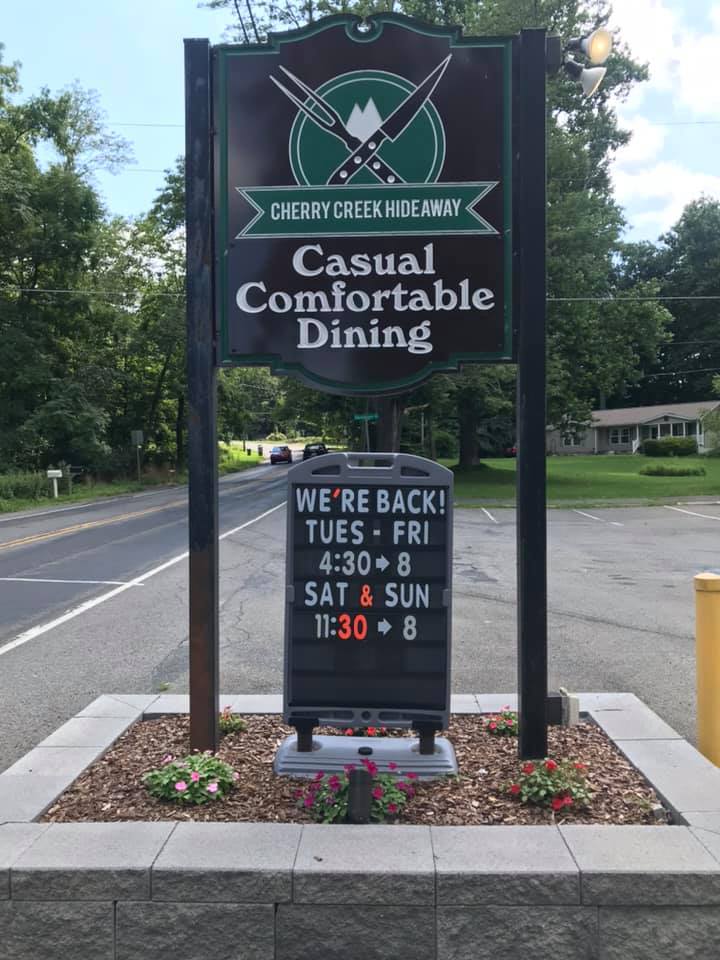 CHERRY CREEK HIDEAWAY
Casual
Comfortable
Dining
WE'RE BACK!
TUES - FRI
4:30➔8
SAT & SUN
11:30 ➔ 8